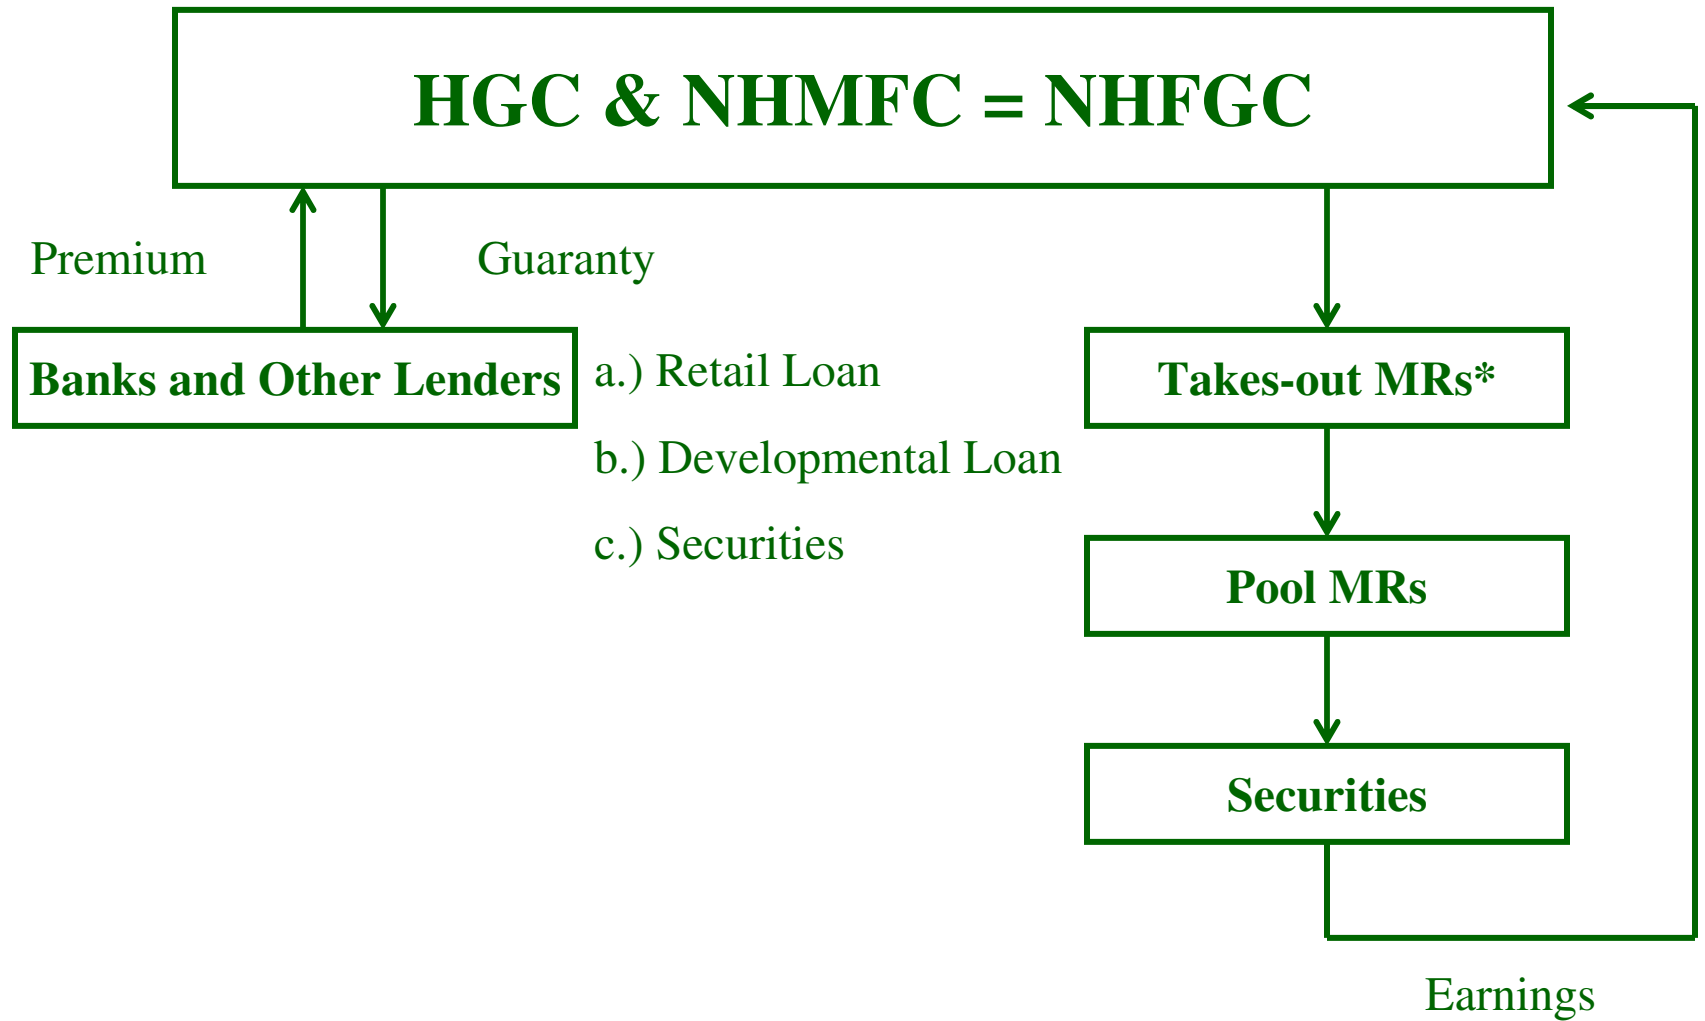 HGC & NHMFC = NHFGC
Premium
Guaranty
Banks and Other Lenders
a.) Retail Loan
b.) Developmental Loan
c.) Securities
Takes-out MRs*
Pool MRs
Securities
Earnings